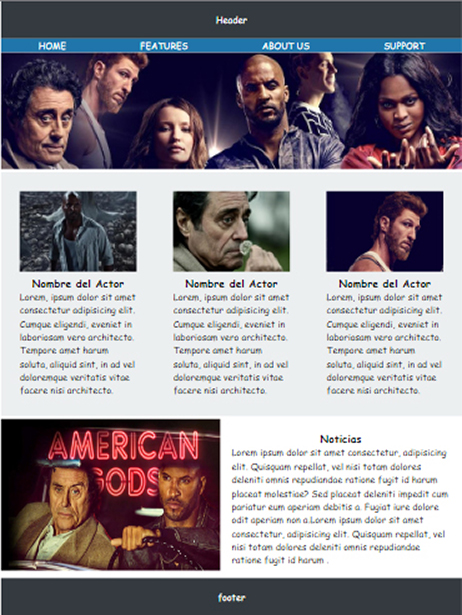 Header
HOME FEATURES ABOUT US SUPPORT
Nombre del Actor
Lorem, ipsum dolor sit amet
consectetur adipisicing elit.
Cumque eligendi, eveniet in
laboriosam vero architecto.
Tempore amet harum
soluta, aliquid sint, in ad vel
doloremque veritatis vitae
facere nisi architecto.
Nombre del Actor
Lorem, ipsum dolor sit amet
consectetur adipisicing elit.
Cumque eligendi, eveniet in
laboriosam vero architecto.
Tempore amet harum
soluta, aliquid sint, in ad vel
doloremque veritatis vitae
facere nisi architecto.
Nombre del Actor
Lorem, ipsum dolor sit amet
consectetur adipisicing elit.
Cumque eligendi, eveniet in
laboriosam vero architecto.
Tempore amet harum
soluta, aliquid sint, in ad vel
doloremque veritatis vitae
facere nisi architecto.
AMERICAN
GODS
Noticias
Lorem ipsum dolor sit amet consectetur, adipisicing
elit. Quisquam repellat, vel nisi totam dolores
deleniti omnis repudiandae ratione fugit id harum
placeat molestiae? Sed placeat deleniti impedit cum
pariatur eum aperiam debitis a. Fugiat iure dolore
odit aperiam non a.Lorem ipsum dolor sit amet
consectetur, adipisicing elit. Quisquam repellat, vel
nisi totam dolores deleniti omnis repudiandae
ratione fugit id harum .
footer